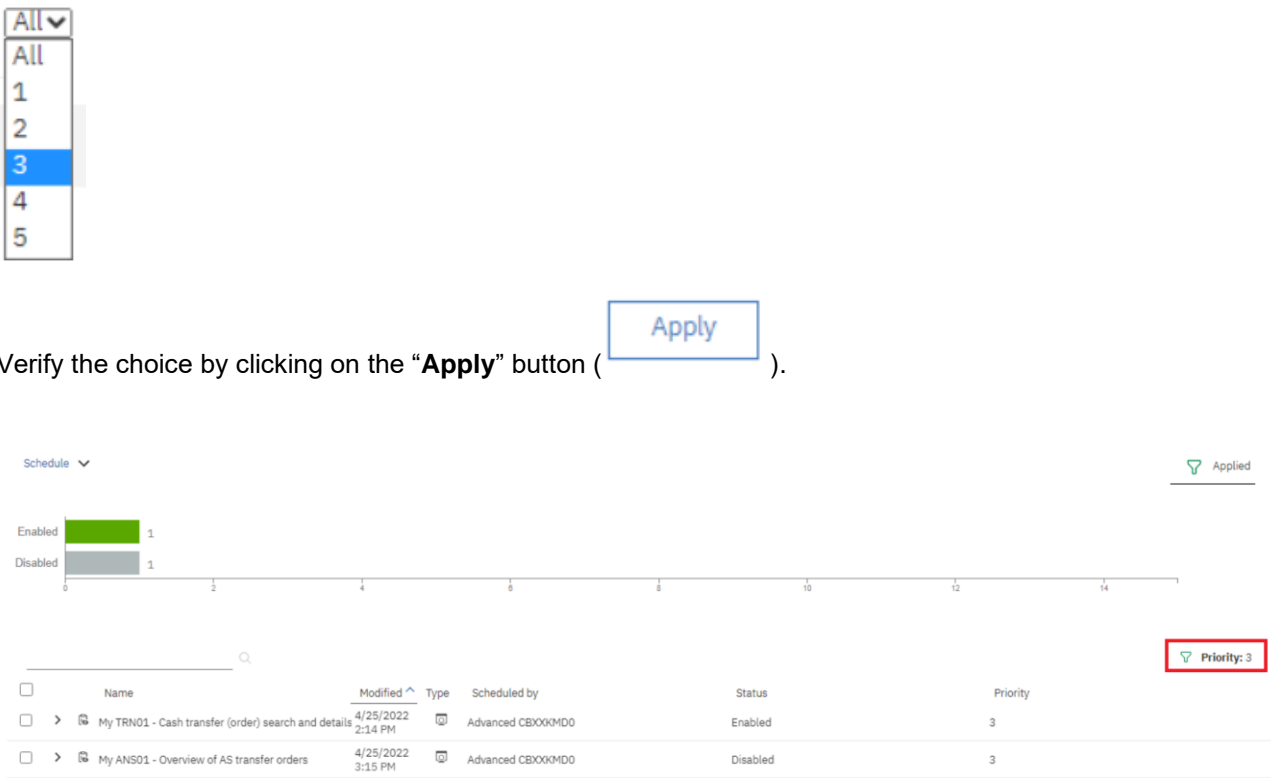 All
All
1
2
3
4
5
Apply
Verify the choice by clicking on the “Apply” button ( ).
Schedule
Applied
Enabled 1
Disabled 1
0 2 4 6 8 10 12 14
Priority: 3
Name Modified Type Scheduled by Status Priority
My TRN01 - Cash transfer (order) search and details 4/25/2022 2:14 PM Advanced CBXXKMD0 Enabled 3
My ANS01 - Overview of AS transfer orders 4/25/2022 3:15 PM Advanced CBXXKMD0 Disabled 3